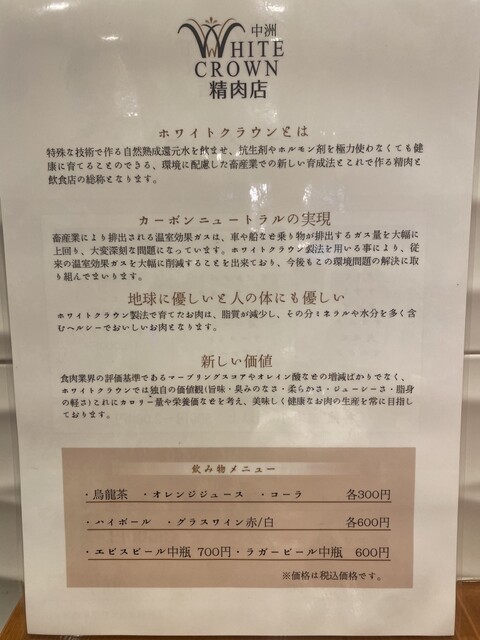 中洲
WHITE
CROWN
精肉店
ホワイトクラウンとは
特殊な技術で作る自然熟成還元水を飲ませ、抗生剤やホルモン剤を極力使わなくても健
康に育てることのできる、環境に配慮した畜産業での新しい育成法とこれで作る精肉と
飲食店の総称となります。
カーボンニュートラルの実現
畜産業により排出される温室効果ガスは、車や船など乗り物が排出するガス量を大幅に
上回り、大変深刻な問題になっています。ホワイトクラウン製法を用いる事により、従
来の温室効果ガスを大幅に削減することを出来ており、今後もこの環境問題の解決に取
り組んでまいります。
地球に優しいと人の体にも優しい
ホワイトクラウン製法で育てたお肉は、脂質が減少し、その分ミネラルや水分を多く含
むヘルシーでおいしいお肉となります。
新しい価値
食肉業界の評価基準であるマーブリングスコアやオレイン酸などの増減ばかりでなく、
ホワイトクラウンでは独自の価値観(旨味・臭みのなさ・柔らかさ・ジューシーさ・脂身
の軽さ)これにカロリー量や栄養価などを考え、美味しく健康なお肉の生産を常に目指し
ております。
飲み物メニュー
・烏龍茶 ・オレンジジュース ・コーラ 各300円
・ハイボール ・グラスワイン赤/白 各600円
・エビスビール中瓶 700円・ラガービール中瓶 600円
※価格は税込価格です。